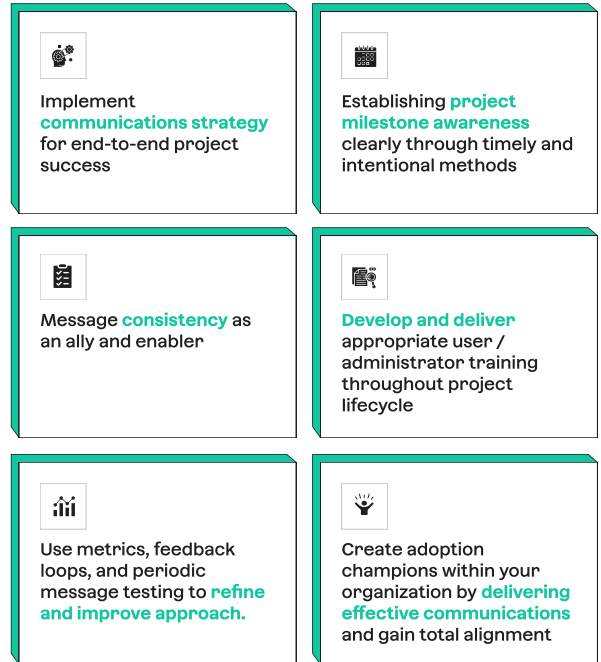 Implement
communications strategy
for end-to-end project
success
Establishing project
milestone awareness
clearly through timely and
intentional methods
Message consistency as
an ally and enabler
Develop and deliver
appropriate user /
administrator training
throughout project
lifecycle
Use metrics, feedback
loops, and periodic
message testing to refine
and improve approach.
Create adoption
champions within your
organization by delivering
effective communications
and gain total alignment